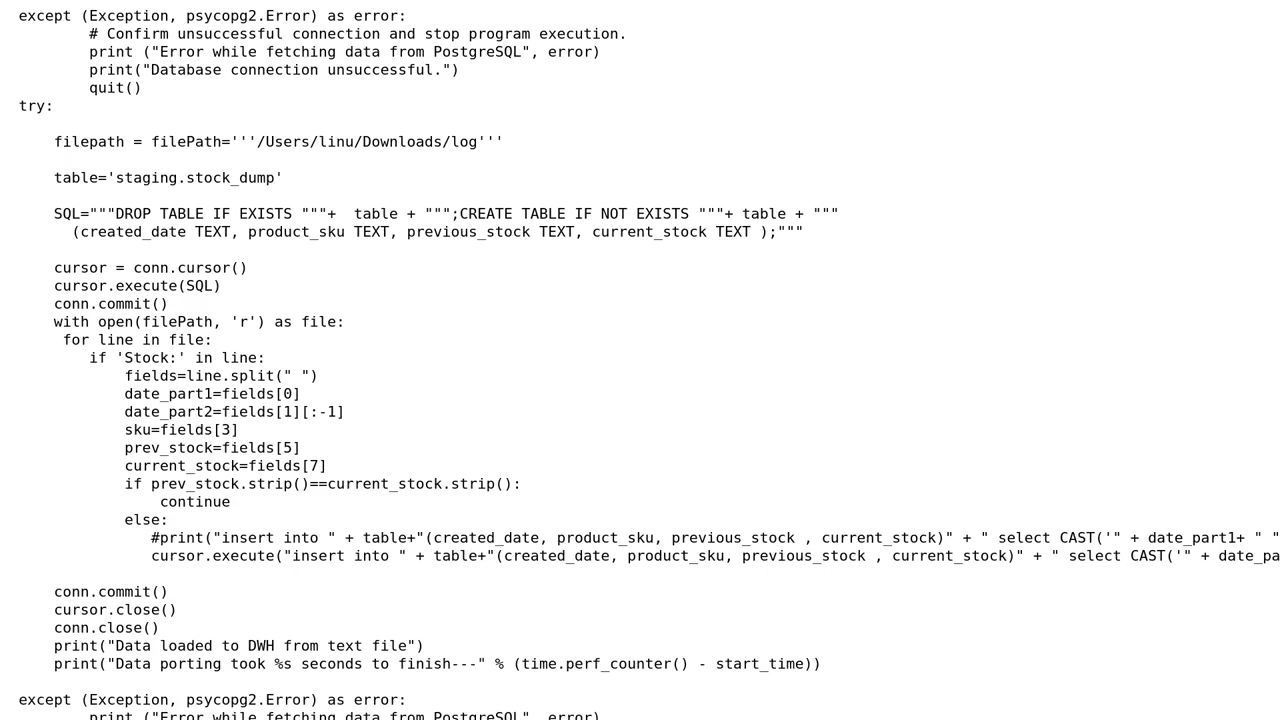 except (Exception, psycopg2.Error) as error:
        # Confirm unsuccessful connection and stop program execution.
        print ("Error while fetching data from PostgreSQL", error)
        print("Database connection unsuccessful.")
        quit()
try:
    filepath = filePath='''/Users/linu/Downloads/log'''
    table='staging.stock_dump'
    SQL="""DROP TABLE IF EXISTS """+  table + """;CREATE TABLE IF NOT EXISTS """+ table + """
      (created_date TEXT, product_sku TEXT, previous_stock TEXT, current_stock TEXT );"""
    cursor = conn.cursor()
    cursor.execute(SQL)
    conn.commit()
    with open(filePath, 'r') as file:
     for line in file:
        if 'Stock:' in line:
            fields=line.split(" ")
            date_part1=fields[0]
            date_part2=fields[1][:-1]
            sku=fields[3]
            prev_stock=fields[5]
            current_stock=fields[7]
            if prev_stock.strip()==current_stock.strip():
                continue
            else:
               #print("insert into " + table+"(created_date, product_sku, previous_stock , current_stock)" + " select CAST('" + date_part1+ " "
               cursor.execute("insert into " + table+"(created_date, product_sku, previous_stock , current_stock)" + " select CAST('" + date_pa
    conn.commit()
    cursor.close()
    conn.close()
    print("Data loaded to DWH from text file")
    print("Data porting took %s seconds to finish---" % (time.perf_counter() - start_time))
except (Exception, psycopg2.Error) as error:
        print ("Error while fetching data from PostgreSQL", error)